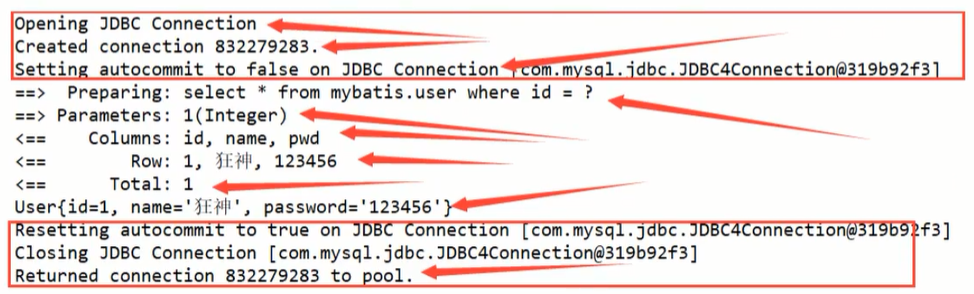 Opening JDBC Connection
Created connection 832279283.
Setting autocommit to false on JDBC Connection [com.mysql.jdbc.JDBC4Connection@319b92f3]
==>  Preparing: select * from mybatis.user where id = ?
==> Parameters: 1(Integer)
<==    Columns: id, name, pwd
<==        Row: 1, 狂神, 123456
<==      Total: 1
User{id=1, name='狂神', password='123456'}
Resetting autocommit to true on JDBC Connection [com.mysql.jdbc.JDBC4Connection@319b92f3]
Closing JDBC Connection [com.mysql.jdbc.JDBC4Connection@319b92f3]
Returned connection 832279283 to pool.